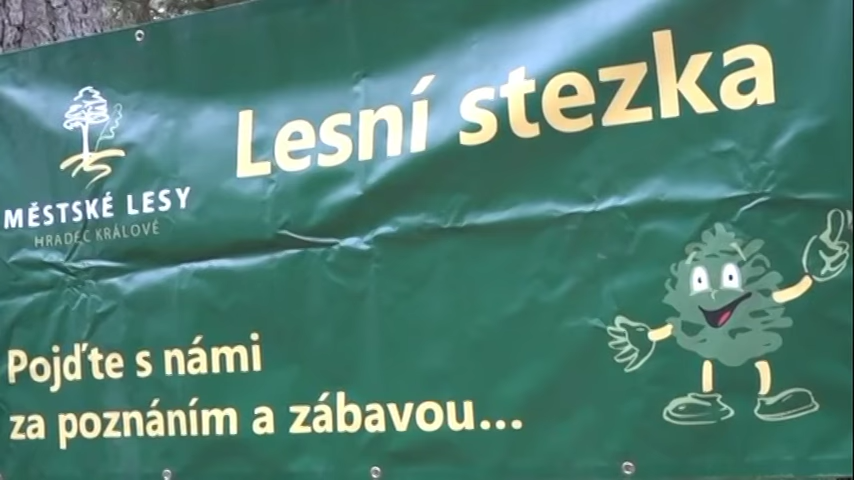 Lesní stezka
MĚSTSKÉ LESY
HRADEC KRÁLOVÉ
Pojďte s námi
za poznáním a zábavou...